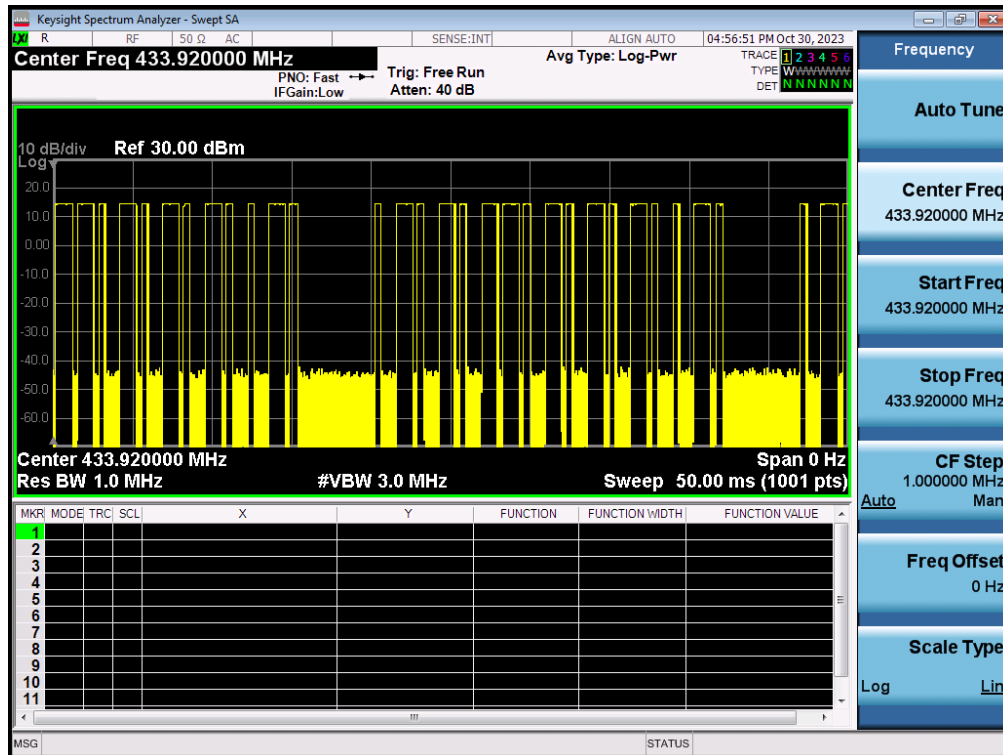 Keysight Spectrum Analyzer - Swept SA
LXI R RF 50 Ω AC SENSE:INT ALIGN AUTO 04:56:51 PM Oct 30, 2023
Center Freq 433.920000 MHz
PNO: Fast
IFGain:Low
Trig: Free Run
Atten: 40 dB
Avg Type: Log-Pwr
TRACE 1 2 3 4 5 6
TYPE W W W W W W
DET N N N N N N
10 dB/div Ref 30.00 dBm
Log
20.0
10.0
0.00
-10.0
-20.0
-30.0
-40.0
-50.0
-60.0
Center 433.920000 MHz Span 0 Hz
Res BW 1.0 MHz #VBW 3.0 MHz Sweep 50.00 ms (1001 pts)
MKR MODE TRC SCL X Y FUNCTION FUNCTION WIDTH FUNCTION VALUE
1
2
3
4
5
6
7
8
9
10
11
MSG STATUS
Frequency
Auto Tune
Center Freq
433.920000 MHz
Start Freq
433.920000 MHz
Stop Freq
433.920000 MHz
CF Step
1.000000 MHz
Auto Man
Freq Offset
0 Hz
Scale Type
Log Lin